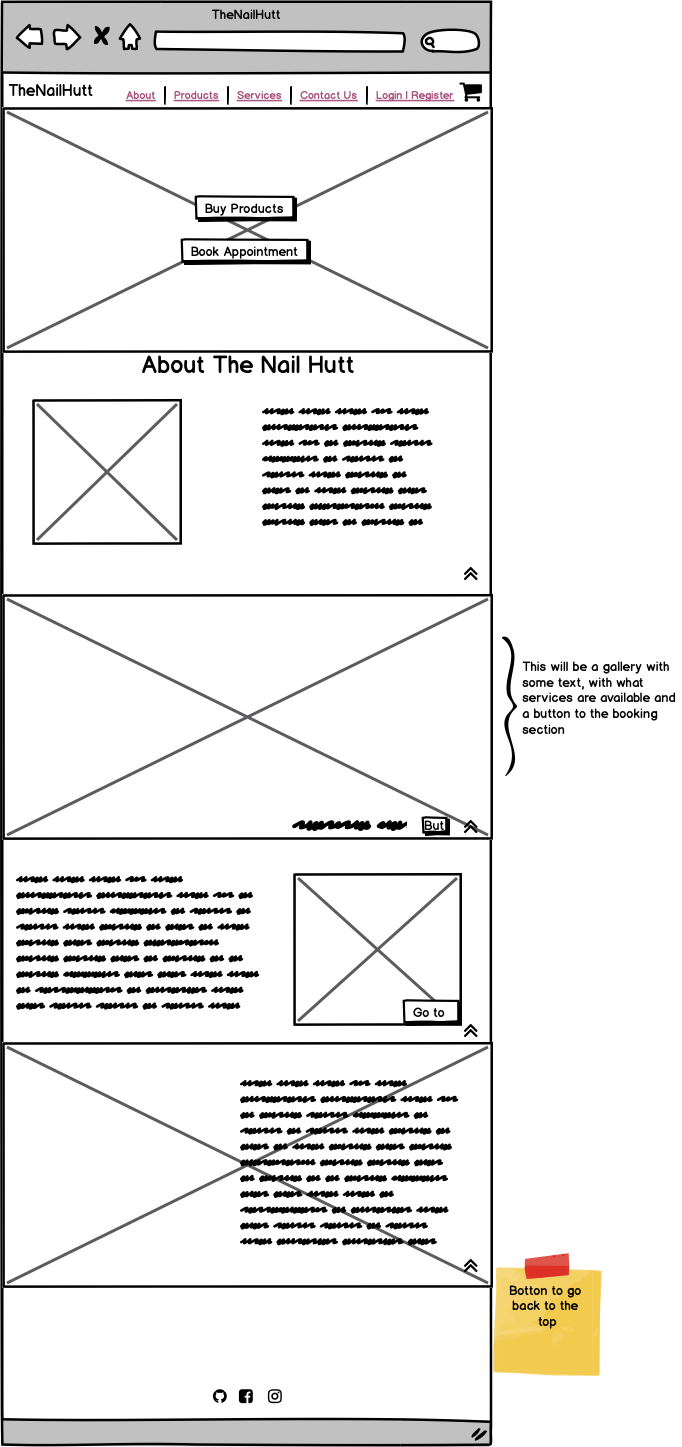 TheNailHutt
TheNailHutt
About | Products | Services | Contact Us | Login | Register
Buy Products
Book Appointment
About The Nail Hutt
This will be a gallery with
some text, with what
services are available and
a button to the booking
section
But
Go to
Botton to go
back to the
top